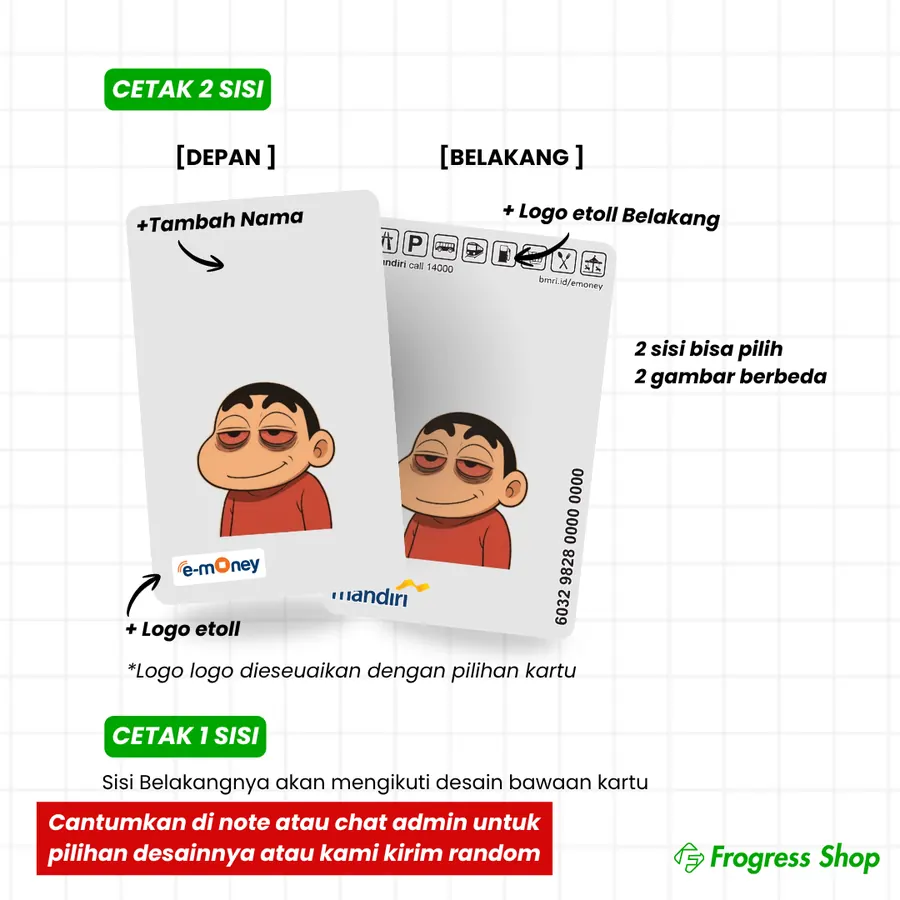 CETAK 2 SISI
[DEPAN ]
[BELAKANG ]
+Tambah Nama
+ Logo etoll Belakang
P
ndiri call 14000
bmri.id/emoney
2 sisi bisa pilih
2 gambar berbeda
6032 9828 0000 0000
e-money
mandiri
+ Logo etoll
*Logo logo dieseuaikan dengan pilihan kartu
CETAK 1 SISI
Sisi Belakangnya akan mengikuti desain bawaan kartu
Cantumkan di note atau chat admin untuk
pilihan desainnya atau kami kirim random
Frogress Shop